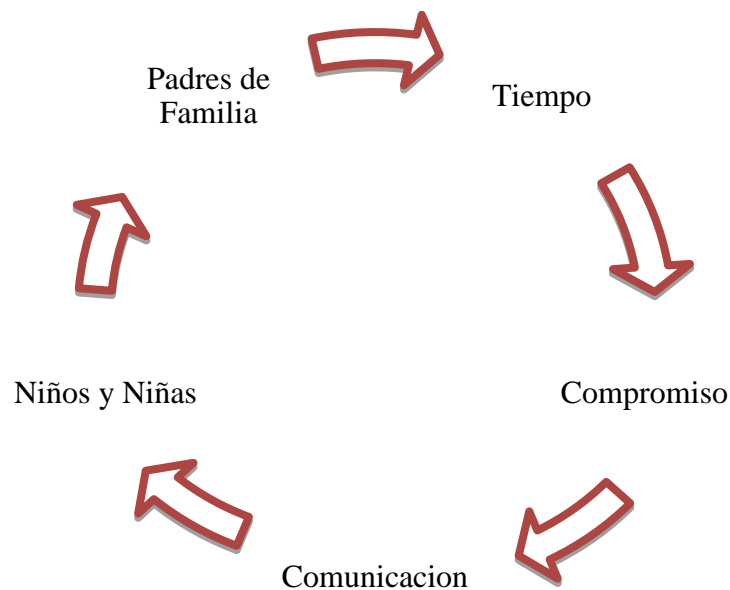 Padres de
Familia
Tiempo
Compromiso
Comunicacion
Niños y Niñas